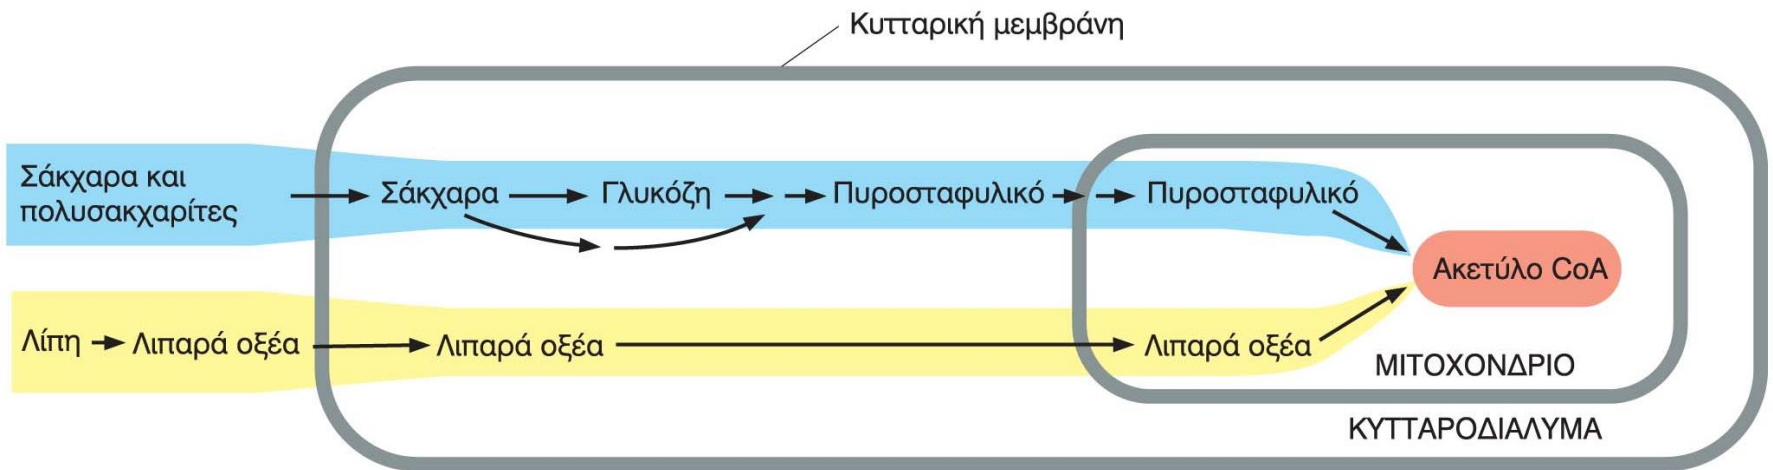 Κυτταρική μεμβράνη
Σάκχαρα και
πολυσακχαρίτες
Σάκχαρα
Γλυκόζη
Πυροσταφυλικό
Πυροσταφυλικό
Ακετύλο CoA
Λίπη
Λιπαρά οξέα
Λιπαρά οξέα
Λιπαρά οξέα
ΜΙΤΟΧΟΝΔΡΙΟ
ΚΥΤΤΑΡΟΔΙΑΛΥΜΑ